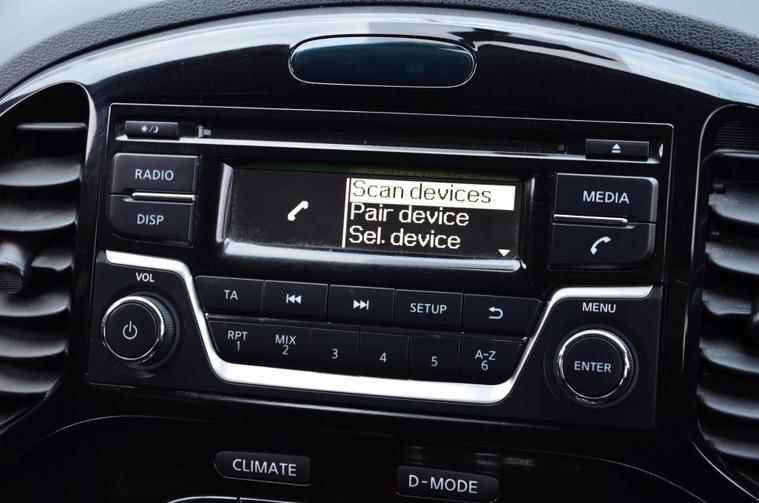 RADIO
DISP
Scan devices
Pair device
Sel. device
MEDIA
VOL
TA
SETUP
MENU
RPT
1
MIX
2
3
4
5
A-Z
6
ENTER
CLIMATE
D-MODE